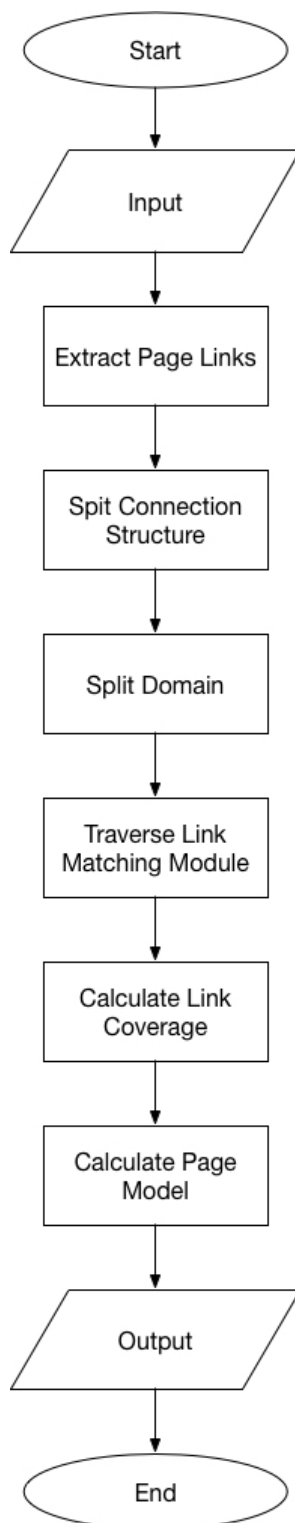 Start
Input
Extract Page Links
Spit Connection
Structure
Split Domain
Traverse Link
Matching Module
Calculate Link
Coverage
Calculate Page
Model
Output
End